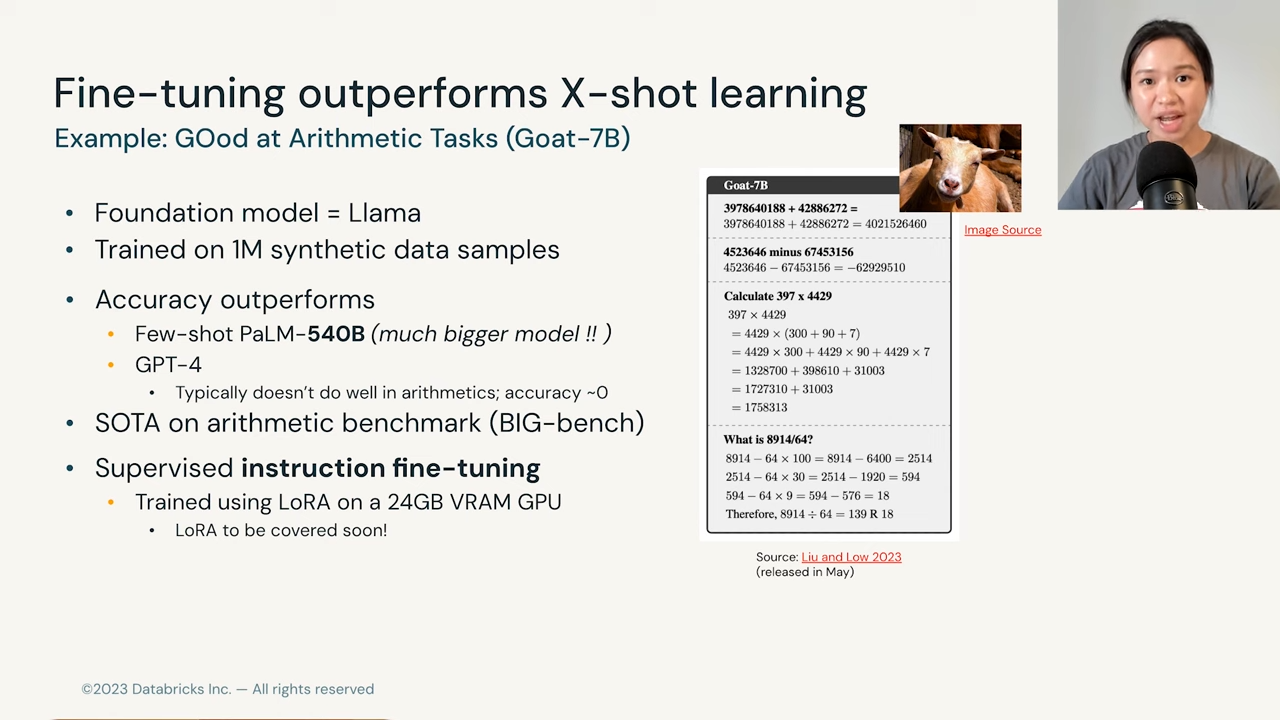 Fine-tuning outperforms X-shot learning
Example: GOod at Arithmetic Tasks (Goat-7B)
• Foundation model = Llama
• Trained on 1M synthetic data samples
• Accuracy outperforms
• Few-shot PaLM-540B (much bigger model !! )
• GPT-4
• Typically doesn't do well in arithmetics; accuracy ~0
• SOTA on arithmetic benchmark (BIG-bench)
• Supervised instruction fine-tuning
• Trained using LoRA on a 24GB VRAM GPU
• LoRA to be covered soon!
Goat-7B
3978640188 + 42886272 =
3978640188 + 42886272 = 4021526460
4523646 minus 67453156
4523646 − 67453156 = −62929510
Calculate 397 x 4429
397 × 4429
= 4429 × (300 + 90 + 7)
= 4429 × 300 + 4429 × 90 + 4429 × 7
= 1328700 + 398610 + 31003
= 1727310 + 31003
= 1758313
What is 8914/64?
8914 − 64 × 100 = 8914 − 6400 = 2514
2514 − 64 × 30 = 2514 − 1920 = 594
594 − 64 × 9 = 594 − 576 = 18
Therefore, 8914 ÷ 64 = 139 R 18
Image Source
Source: Liu and Low 2023
(released in May)
©2023 Databricks Inc. — All rights reserved